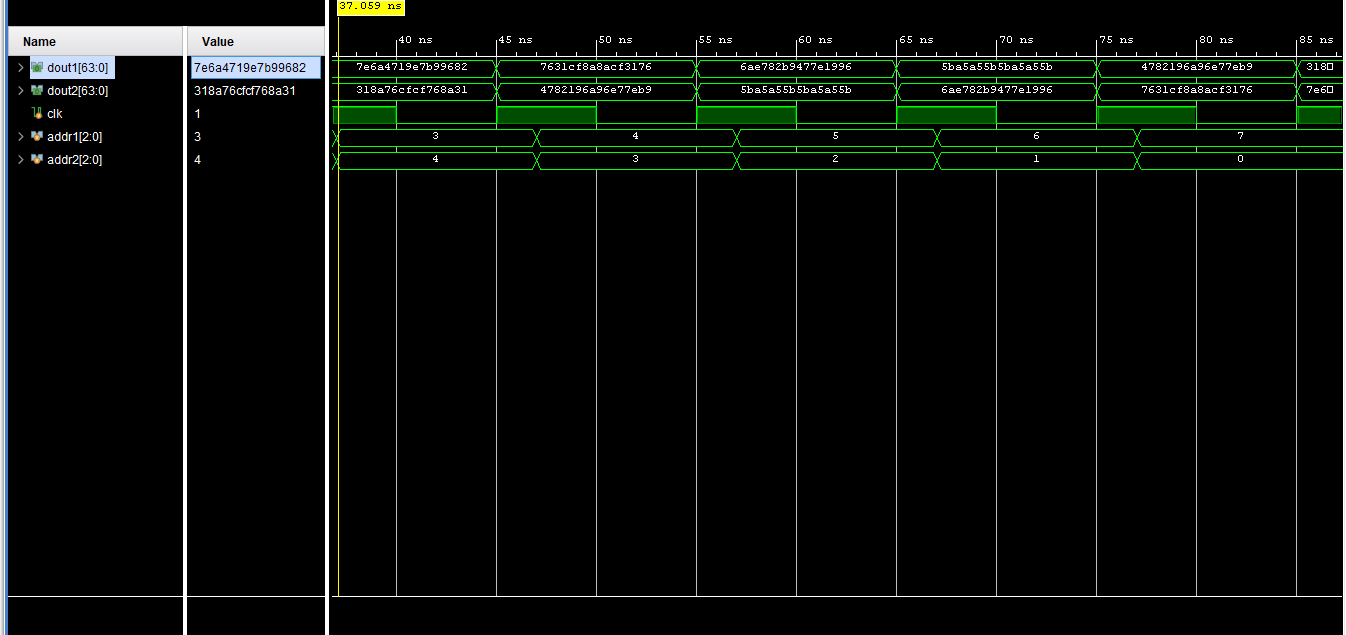 37.059 ns
Name Value
40 ns 45 ns 50 ns 55 ns 60 ns 65 ns 70 ns 75 ns 80 ns 85 ns
dout1[63:0] 7e6a4719e7b99682 7e6a4719e7b99682 7631cf8a8acf3176 6ae782b9477e1996 5ba5a55b5ba5a55b 4782196a96e77eb9 318
dout2[63:0] 318a76cfcf768a31 318a76cfcf768a31 4782196a96e77eb9 5ba5a55b5ba5a55b 6ae782b9477e1996 7631cf8a8acf3176 7e6
clk 1
addr1[2:0] 3 3 4 5 6 7
addr2[2:0] 4 4 3 2 1 0